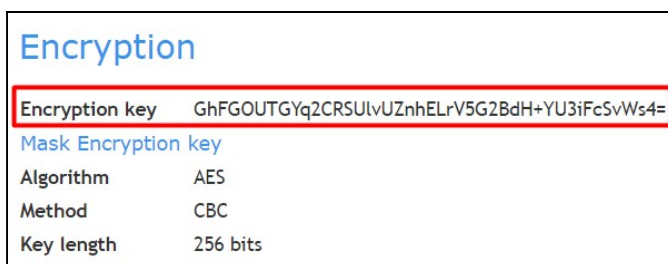 Encryption
Encryption key GhFGOUTGYq2CRSUlvUZnhELrV5G2BdH+YU3iFcSvWs4=
Mask Encryption key
Algorithm AES
Method CBC
Key length 256 bits